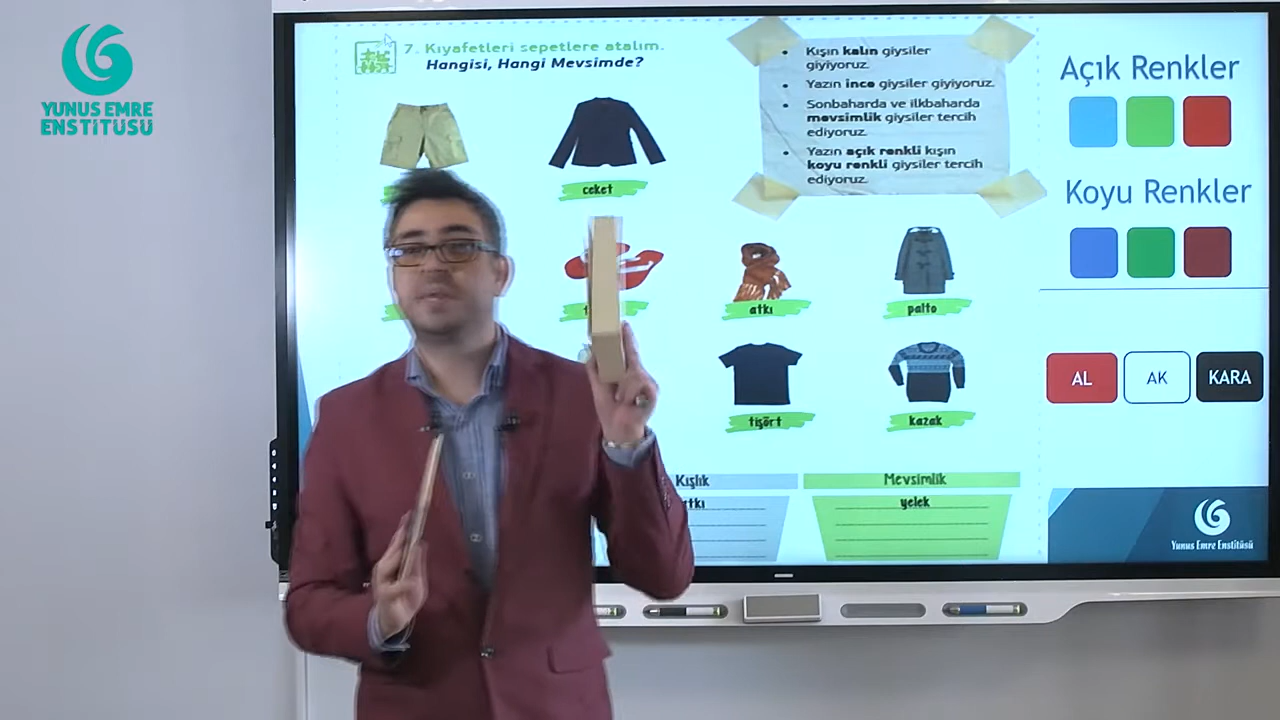 YUNUS EMRE
ENSTİTÜSÜ
7. Kıyafetleri sepetlere atalım.
Hangisi, Hangi Mevsimde?
• Kışın kalın giysiler
giyiyoruz.
• Yazın ince giysiler giyiyoruz.
• Sonbaharda ve ilkbaharda
mevsimlik giysiler tercih
ediyoruz.
• Yazın açık renkli kışın
koyu renkli giysiler tercih
ediyoruz.
Açık Renkler
Koyu Renkler
ceket
atkı
palto
tişört
kazak
AL
AK
KARA
Kışlık
Mevsimlik
yelek
Yunus Emre Enstitüsü